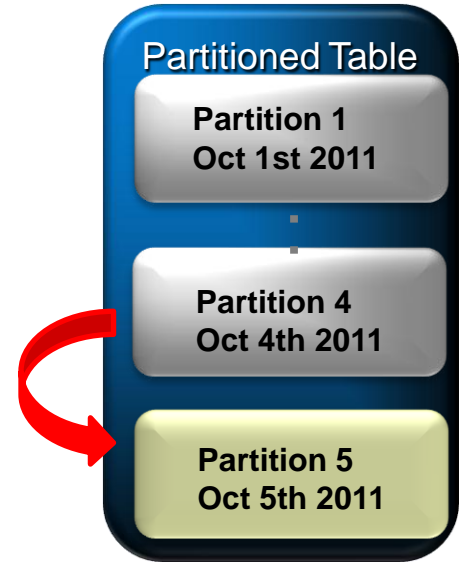 Partitioned Table
Partition 1
Oct 1st 2011
Partition 4
Oct 4th 2011
Partition 5
Oct 5th 2011